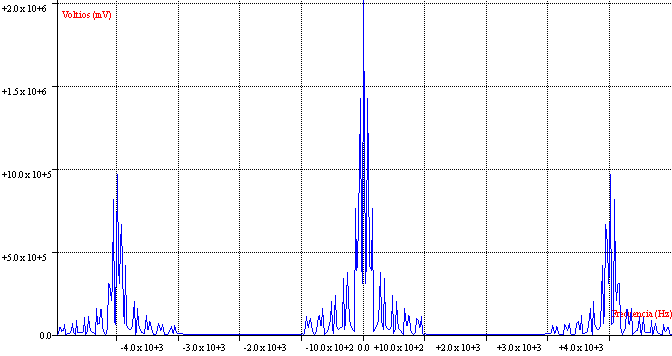 +2.0 x 10+6
Voltios (mV)
+1.5 x 10+6
+10.0 x 10+5
+5.0 x 10+5
Frecuencia (Hz)
0.0
-4.0 x 10+3 -3.0 x 10+3 -2.0 x 10+3 -10.0 x 10+2 0.0 +10.0 x 10+2 +2.0 x 10+3 +3.0 x 10+3 +4.0 x 10+3